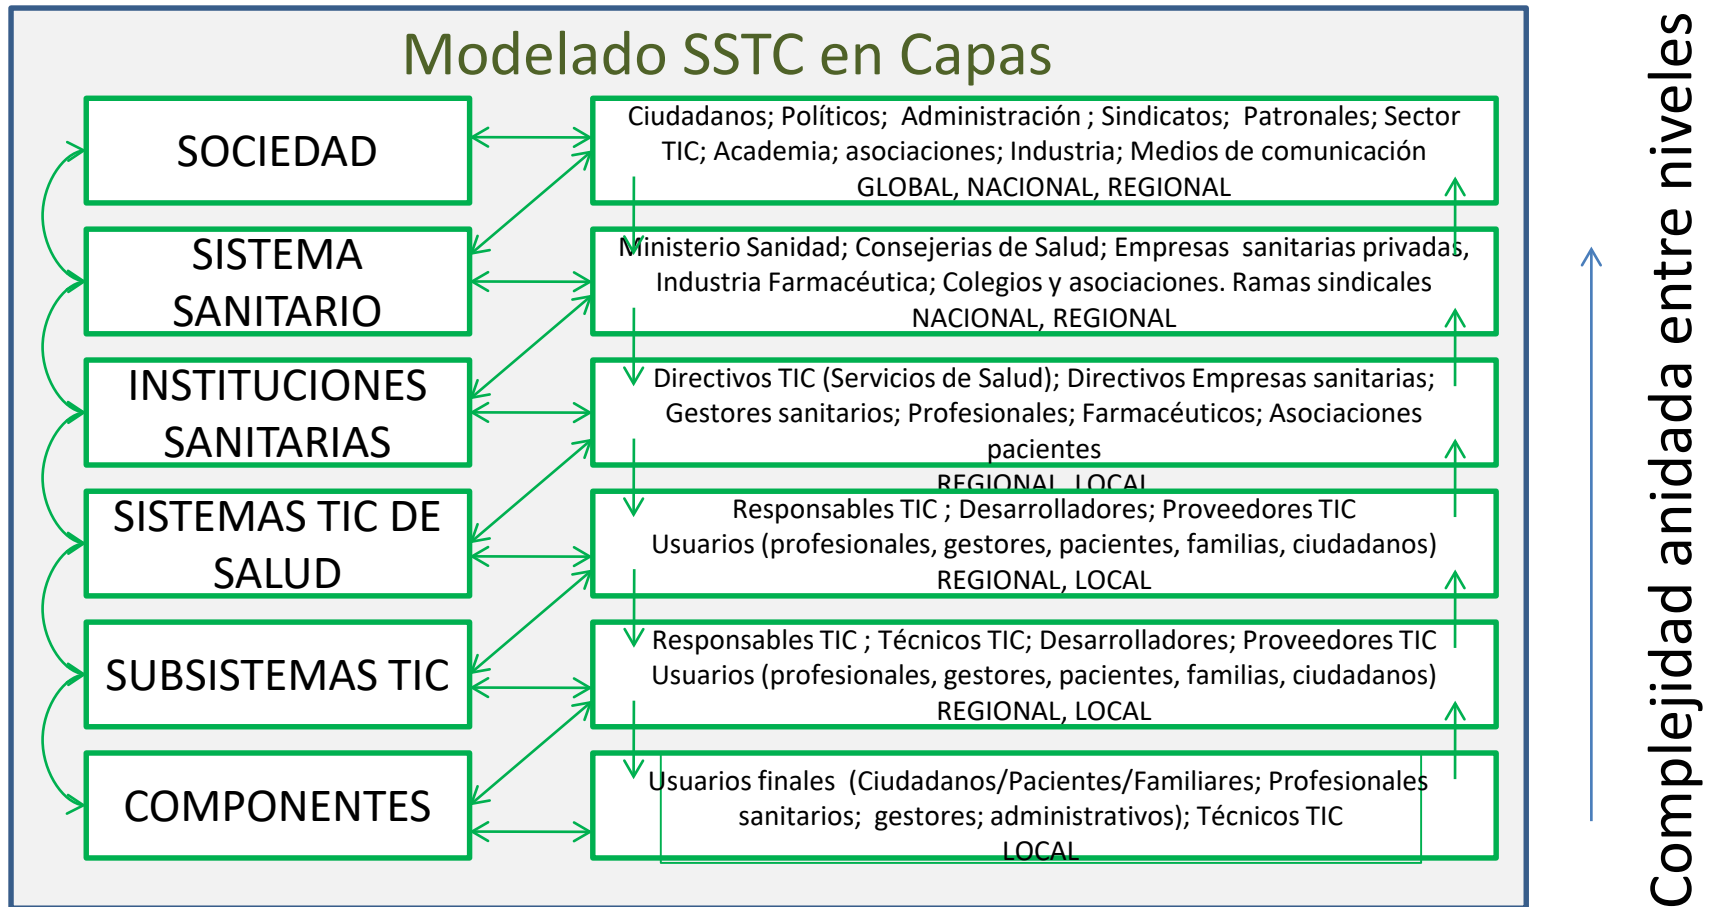 Modelado SSTC en Capas
SOCIEDAD
Ciudadanos; Políticos; Administración ; Sindicatos; Patronales; Sector
TIC; Academia; asociaciones; Industria; Medios de comunicación
GLOBAL, NACIONAL, REGIONAL
SISTEMA
SANITARIO
Ministerio Sanidad; Consejerias de Salud; Empresas sanitarias privadas,
Industria Farmacéutica; Colegios y asociaciones. Ramas sindicales
NACIONAL, REGIONAL
INSTITUCIONES
SANITARIAS
Directivos TIC (Servicios de Salud); Directivos Empresas sanitarias;
Gestores sanitarios; Profesionales; Farmacéuticos; Asociaciones
pacientes
REGIONAL, LOCAL
SISTEMAS TIC DE
SALUD
Responsables TIC ; Desarrolladores; Proveedores TIC
Usuarios (profesionales, gestores, pacientes, familias, ciudadanos)
REGIONAL, LOCAL
SUBSISTEMAS TIC
Responsables TIC ; Técnicos TIC; Desarrolladores; Proveedores TIC
Usuarios (profesionales, gestores, pacientes, familias, ciudadanos)
REGIONAL, LOCAL
COMPONENTES
Usuarios finales (Ciudadanos/Pacientes/Familiares; Profesionales
sanitarios; gestores; administrativos); Técnicos TIC
LOCAL
Complejidad anidada entre niveles